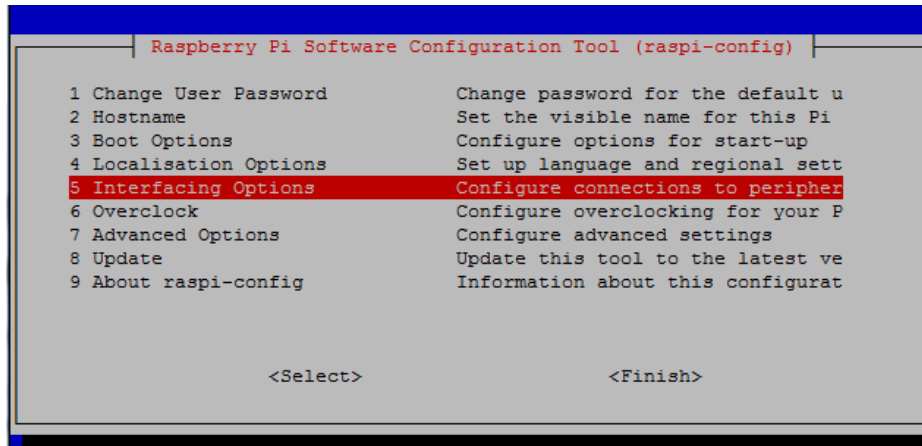 Raspberry Pi Software Configuration Tool (raspi-config)
1 Change User Password Change password for the default u
2 Hostname Set the visible name for this Pi
3 Boot Options Configure options for start-up
4 Localisation Options Set up language and regional sett
5 Interfacing Options Configure connections to peripher
6 Overclock Configure overclocking for your P
7 Advanced Options Configure advanced settings
8 Update Update this tool to the latest ve
9 About raspi-config Information about this configurat
<Select> <Finish>